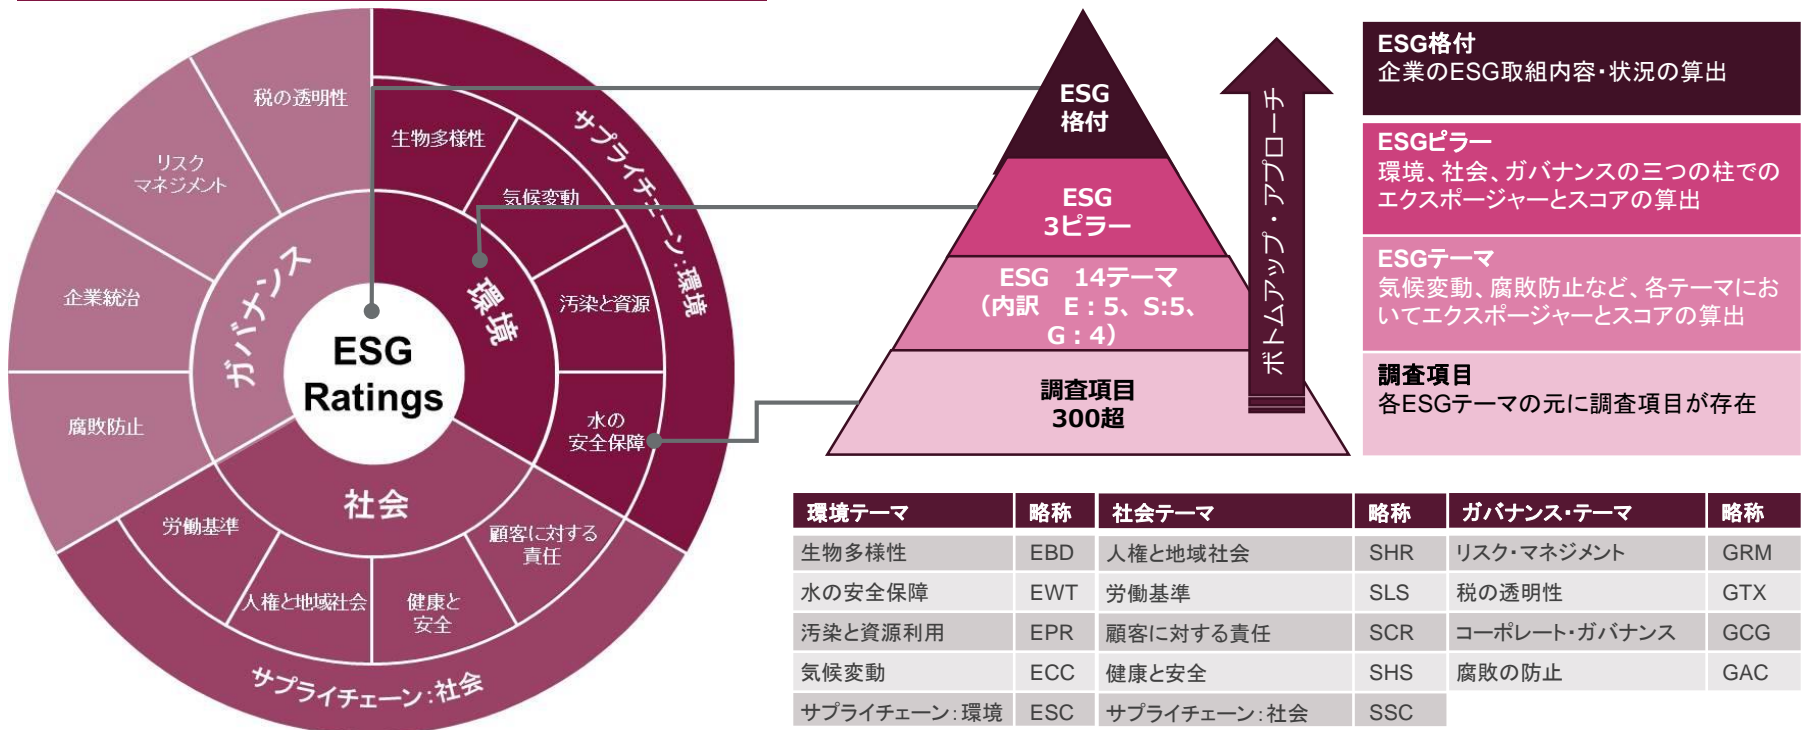 税の透明性
リスク
マネジメント
企業統治
腐敗防止
ガバナンス
生物多様性
気候変動
汚染と資源
水の
安全保障
環境
サプライチェーン:環境
ESG
Ratings
社会
労働基準
人権と地域社会
健康と
安全
顧客に対する
責任
サプライチェーン:社会
ESG
格付
ESG
3ピラー
ESG 14テーマ
(内訳 E:5、S:5、
G:4)
調査項目
300超
ボトムアップ・アプローチ
ESG格付
企業のESG取組内容・状況の算出
ESGピラー
環境、社会、ガバナンスの三つの柱での
エクスポージャーとスコアの算出
ESGテーマ
気候変動、腐敗防止など、各テーマにお
いてエクスポージャーとスコアの算出
調査項目
各ESGテーマの元に調査項目が存在
環境テーマ 略称 社会テーマ 略称 ガバナンス・テーマ 略称
生物多様性 EBD 人権と地域社会 SHR リスク・マネジメント GRM
水の安全保障 EWT 労働基準 SLS 税の透明性 GTX
汚染と資源利用 EPR 顧客に対する責任 SCR コーポレート・ガバナンス GCG
気候変動 ECC 健康と安全 SHS 腐敗の防止 GAC
サプライチェーン:環境 ESC サプライチェーン:社会 SSC